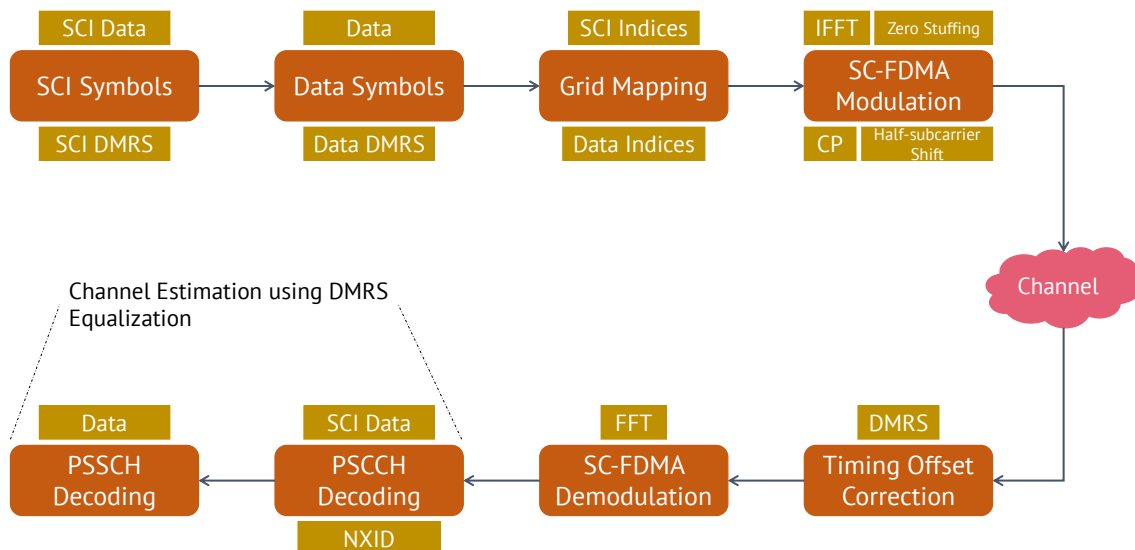 SCI Data
Data
SCI Indices
IFFT
Zero Stuffing
SCI Symbols
Data Symbols
Grid Mapping
SC-FDMA
Modulation
SCI DMRS
Data DMRS
Data Indices
CP
Half-subcarrier
Shift
Channel
Channel Estimation using DMRS
Equalization
Data
SCI Data
FFT
DMRS
PSSCH
Decoding
PSCCH
Decoding
SC-FDMA
Demodulation
Timing Offset
Correction
NXID